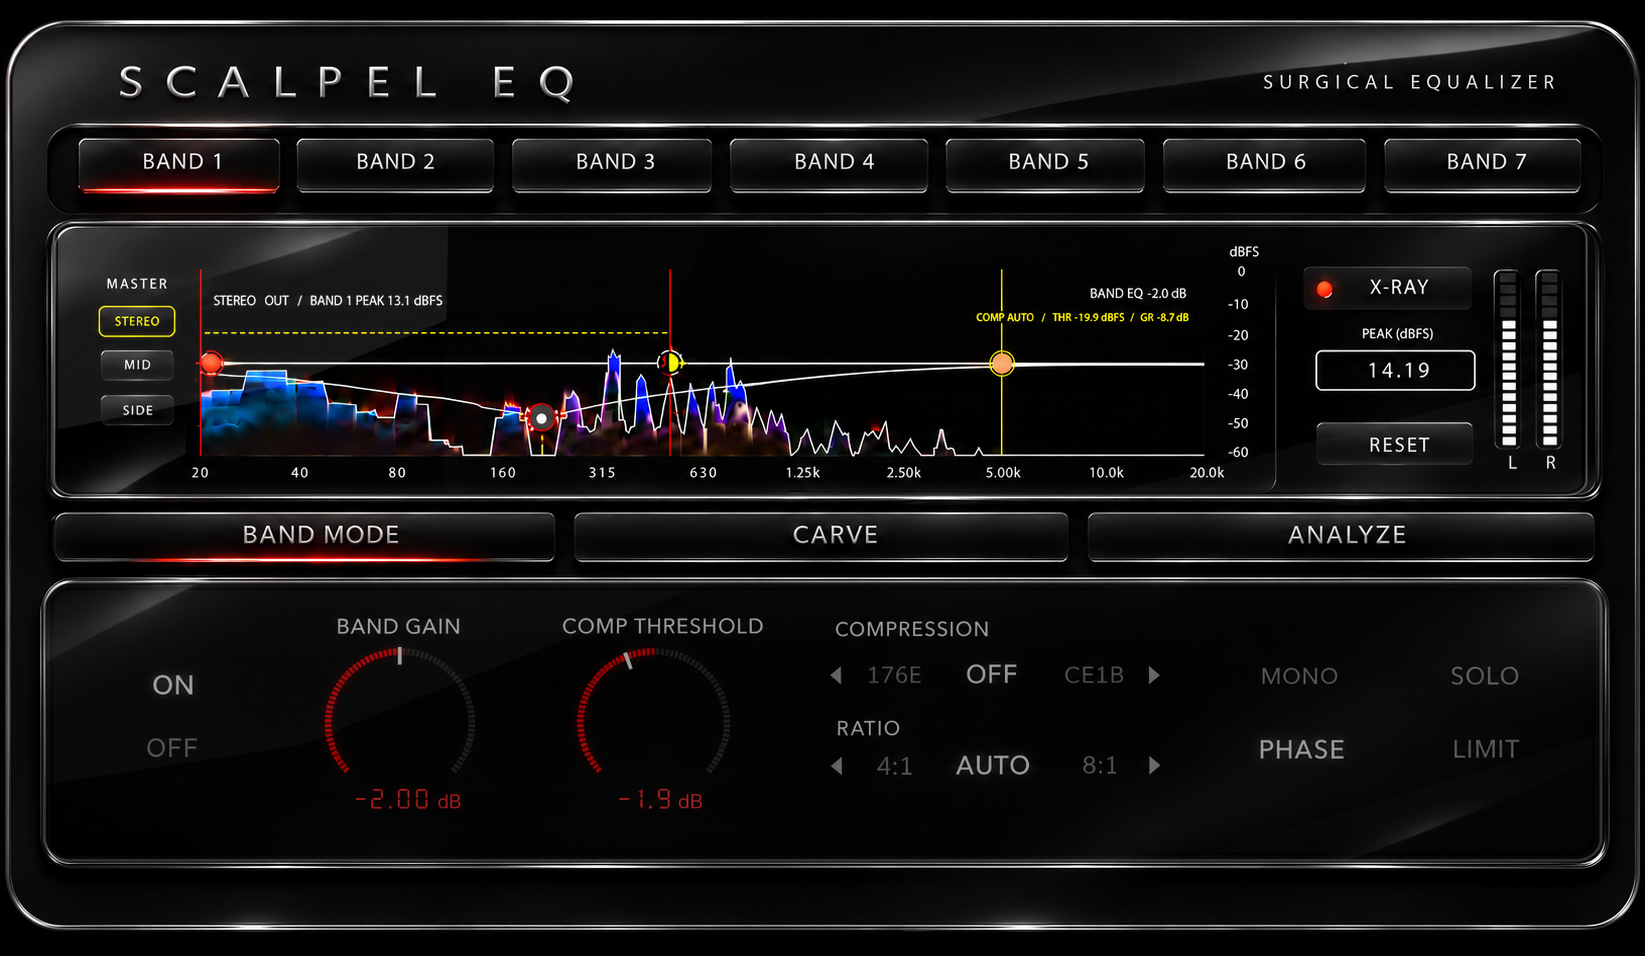 SCALPEL EQ
SURGICAL EQUALIZER
BAND 1
BAND 2
BAND 3
BAND 4
BAND 5
BAND 6
BAND 7
MASTER
STEREO
MID
SIDE
STEREO OUT / BAND 1 PEAK 13.1 dBFS
BAND EQ -2.0 dB
COMP AUTO / THR -19.9 dBFS / GR -8.7 dB
dBFS
0
-10
-20
-30
-40
-50
-60
20 40 80 160 315 630 1.25k 2.50k 5.00k 10.0k 20.0k
X-RAY
PEAK (dBFS)
14.19
RESET
L R
BAND MODE
CARVE
ANALYZE
ON
OFF
BAND GAIN
-2.00 dB
COMP THRESHOLD
-1.9 dB
COMPRESSION
176E OFF CE1B
RATIO
4:1 AUTO 8:1
MONO SOLO
PHASE LIMIT